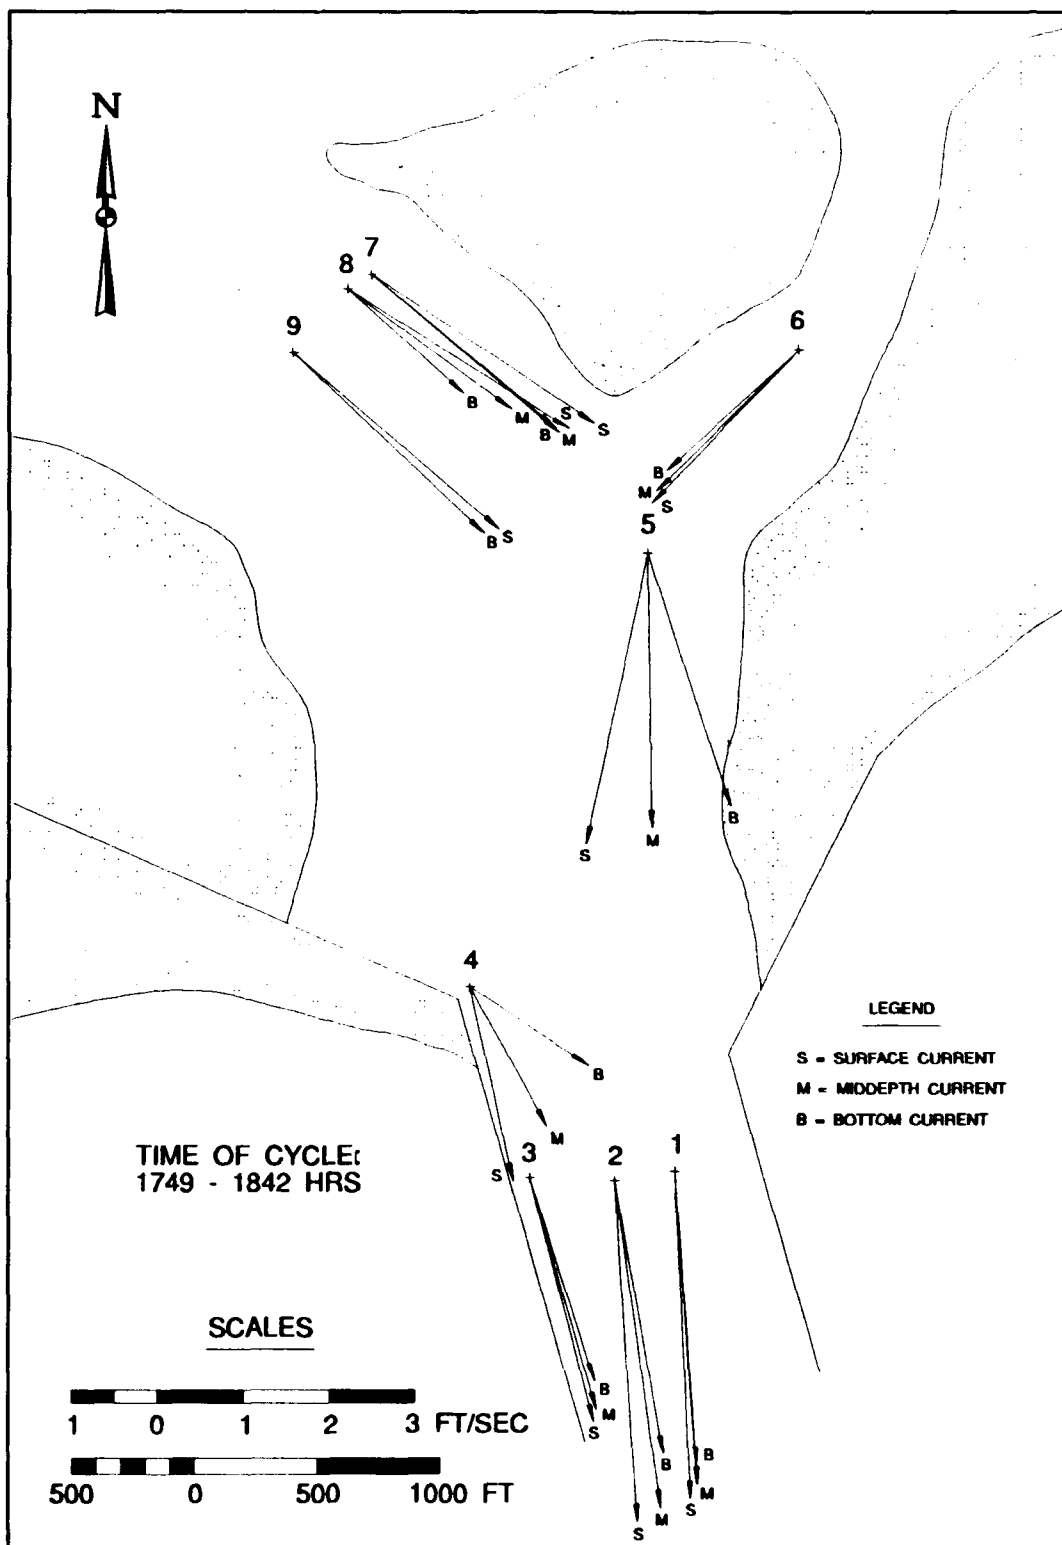 N
7
8
9
6
B
M
S
S
B
M
B
M
S
S
B
5
B
M
S
4
LEGEND
S = SURFACE CURRENT
M = MIDDEPTH CURRENT
B = BOTTOM CURRENT
B
M
S
TIME OF CYCLE:
1749 - 1842 HRS
3
2
1
SCALES
1 0 1 2 3 FT/SEC
500 0 500 1000 FT
B
M
S
B
M
S
B
M
S